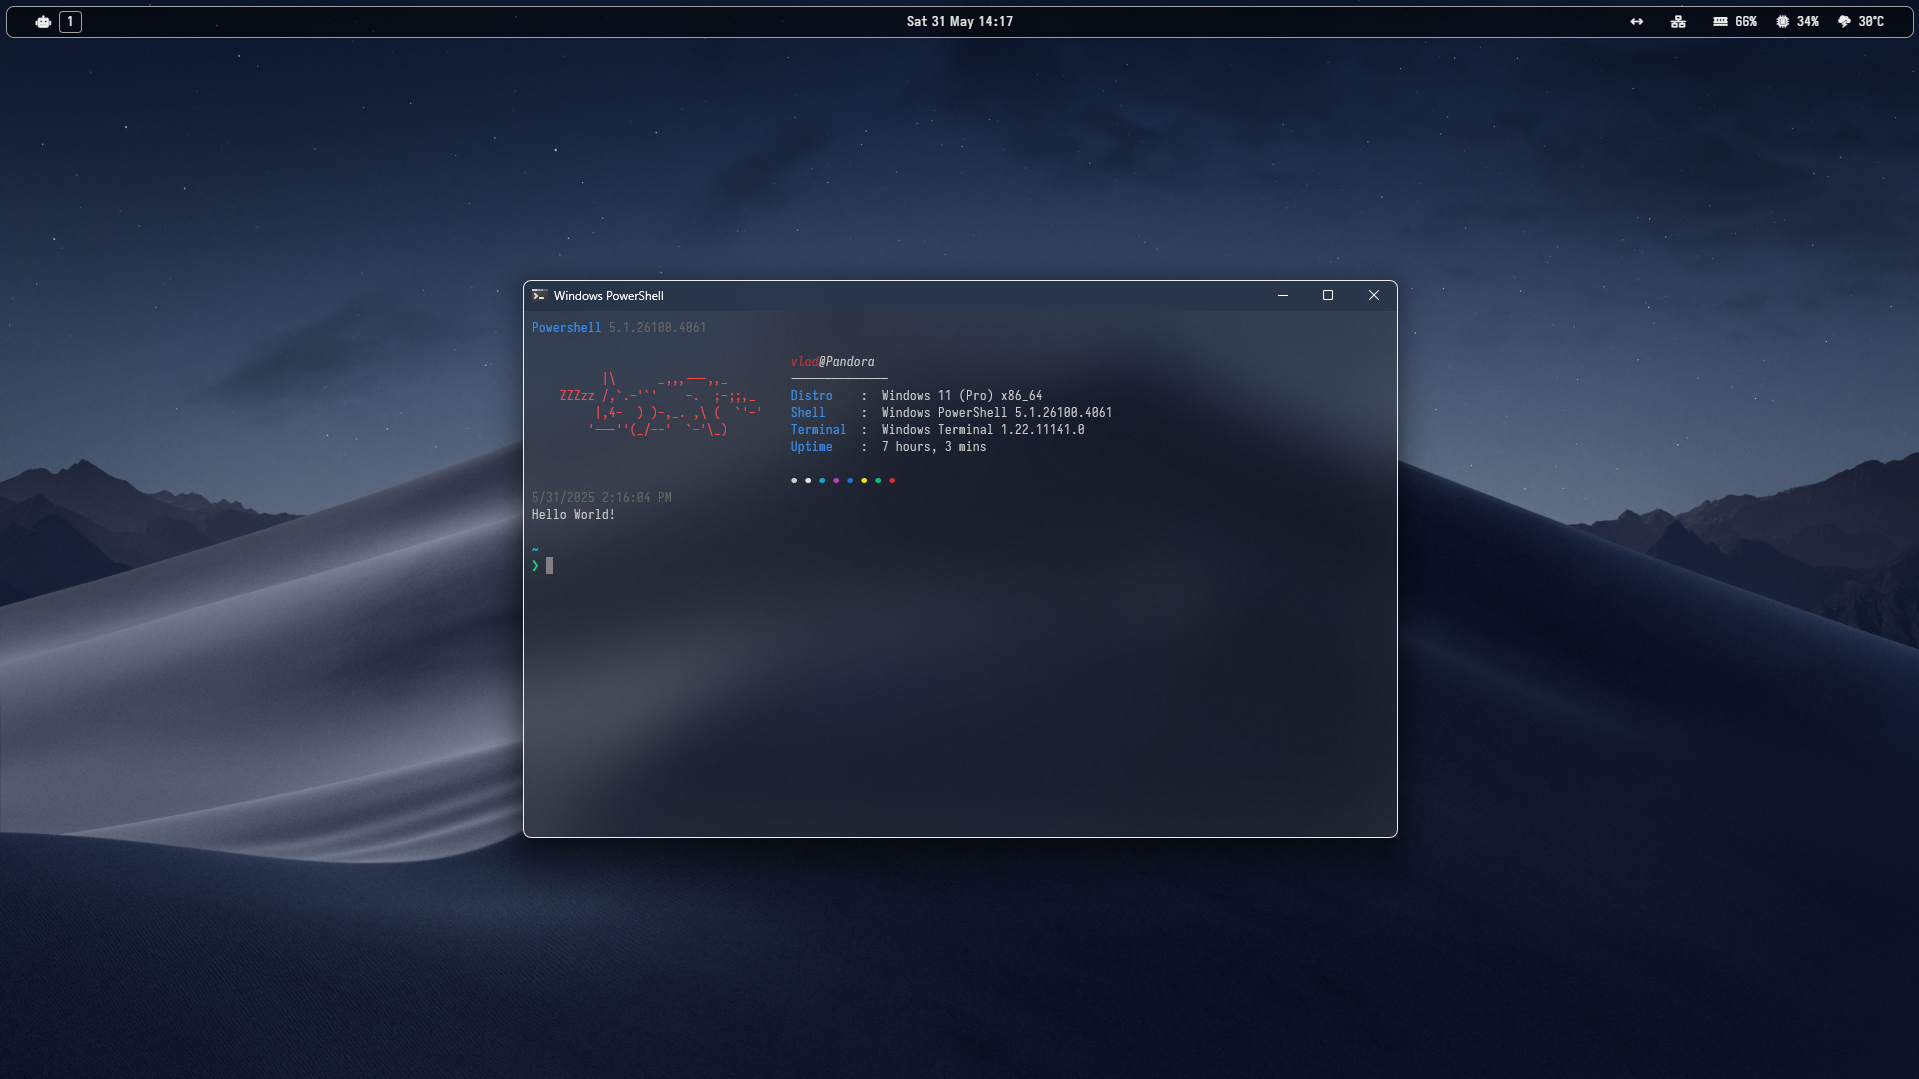 1
Sat 31 May 14:17
66% 34% 30°C
Windows PowerShell
Powershell 5.1.26100.4061
vlad@Pandora
-------------
|\      _,,,---,,_
ZZZzz /,`.-'`'    -.  ;-;;,_
|,4-  ) )-,_. ,\ (  `'-'
'---''(_/--'  `-'\_)
Distro    :  Windows 11 (Pro) x86_64
Shell     :  Windows PowerShell 5.1.26100.4061
Terminal  :  Windows Terminal 1.22.11141.0
Uptime    :  7 hours, 3 mins
5/31/2025 2:16:04 PM
Hello World!
~
❯